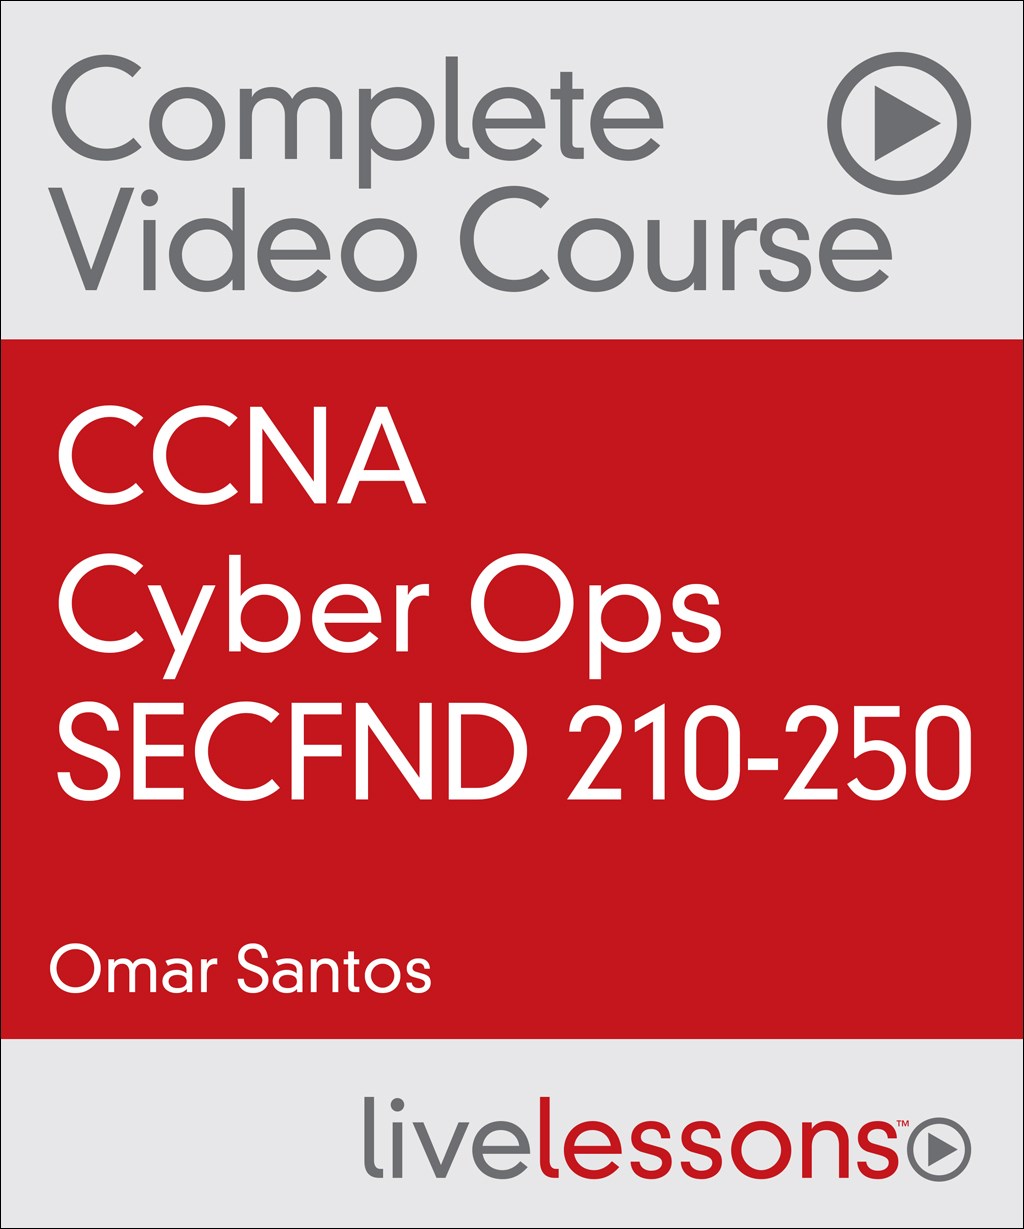 Complete
Video Course
CCNA
Cyber Ops
SECFND 210-250
Omar Santos
livelessons™